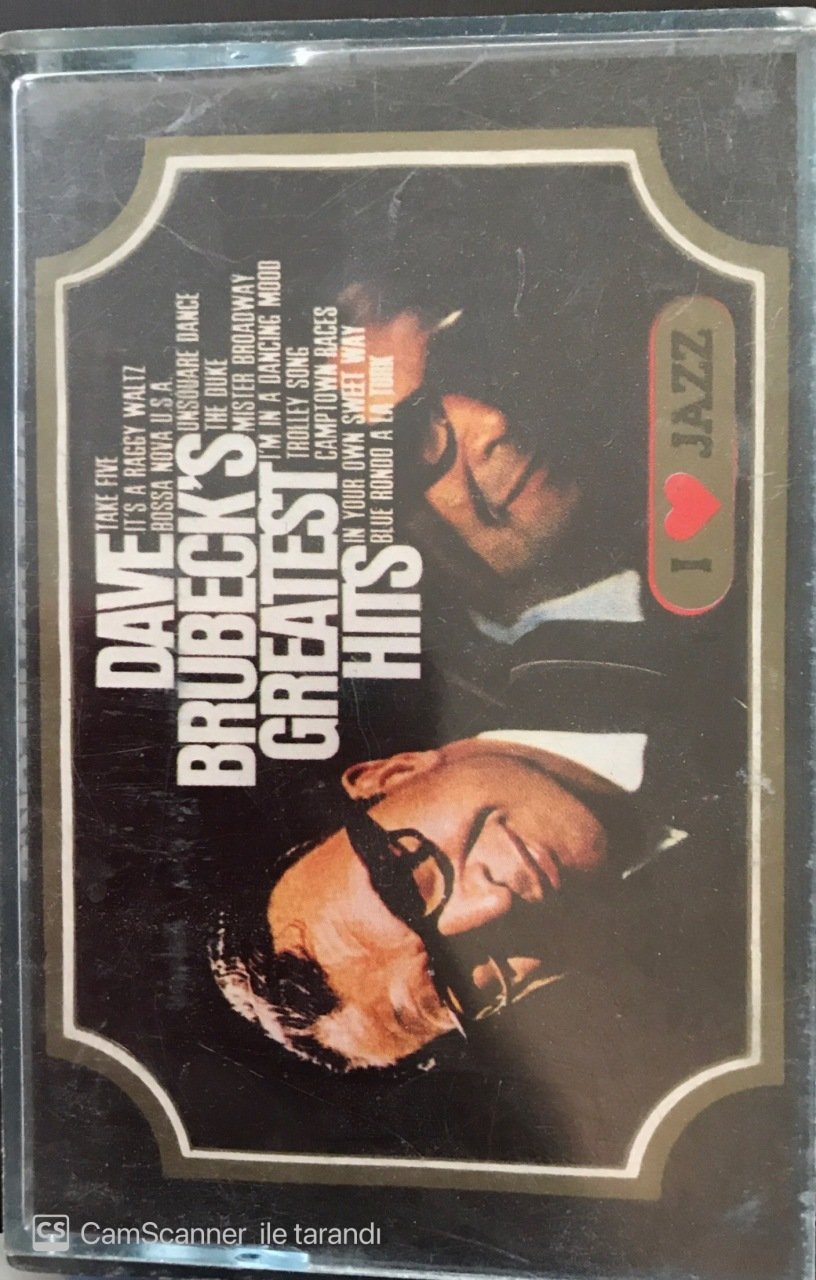 DAVE
BRUBECK'S
GREATEST
HITS
TAKE FIVE
IT'S A RAGGY WALTZ
BOSSA NOVA U.S.A.
UNSQUARE DANCE
THE DUKE
MISTER BROADWAY
I'M IN A DANCING MOOD
TROLLEY SONG
CAMPTOWN RACES
IN YOUR OWN SWEET WAY
BLUE RONDO A LA TURK
I ❤ JAZZ
CS CamScanner ile tarandı